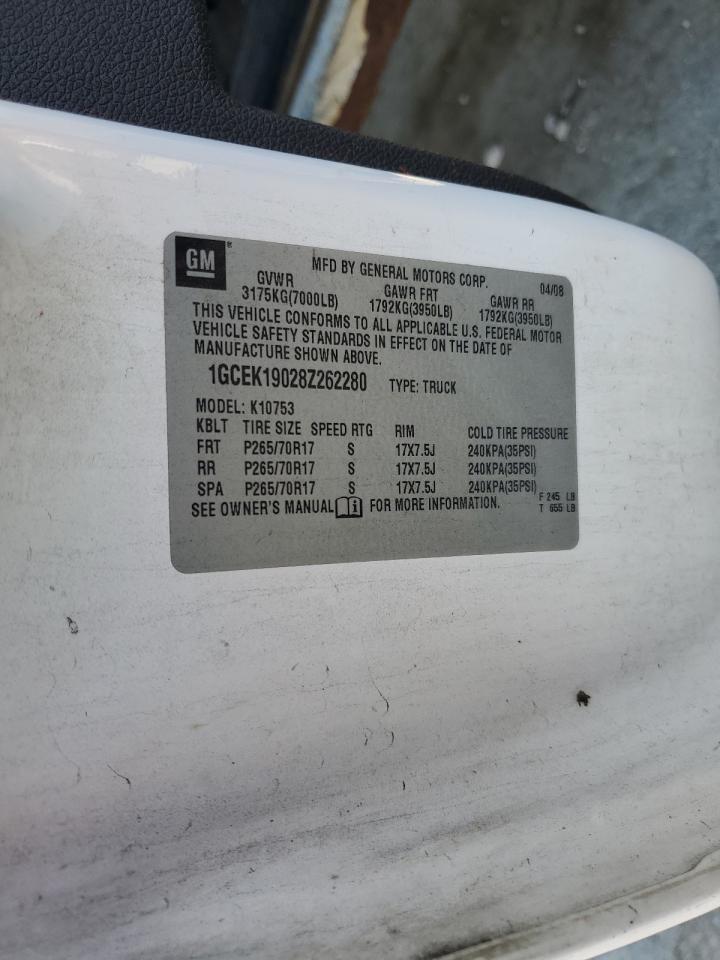 GM ®
MFD BY GENERAL MOTORS CORP. 04/08
GVWR GAWR FRT GAWR RR
3175KG(7000LB) 1792KG(3950LB) 1792KG(3950LB)
THIS VEHICLE CONFORMS TO ALL APPLICABLE U.S. FEDERAL MOTOR
VEHICLE SAFETY STANDARDS IN EFFECT ON THE DATE OF
MANUFACTURE SHOWN ABOVE.
1GCEK19028Z262280 TYPE: TRUCK
MODEL: K10753
KBLT TIRE SIZE SPEED RTG RIM COLD TIRE PRESSURE
FRT P265/70R17 S 17X7.5J 240KPA(35PSI)
RR P265/70R17 S 17X7.5J 240KPA(35PSI)
SPA P265/70R17 S 17X7.5J 240KPA(35PSI)
SEE OWNER'S MANUAL i FOR MORE INFORMATION.
F 245 LB
T 655 LB